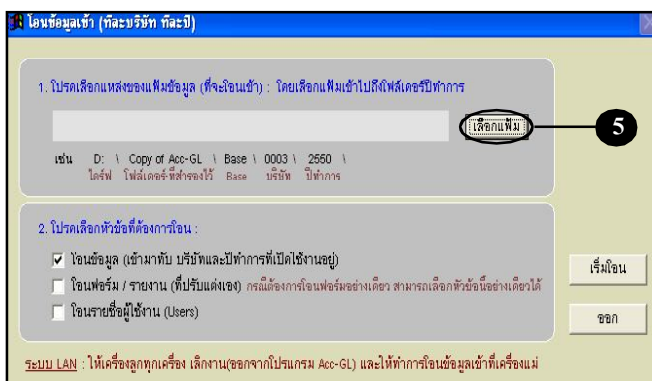 โอนข้อมูลเข้า (ทีละบริษัท ทีละปี)
1. โปรดเลือกแหล่งของแฟ้มข้อมูล (ที่จะโอนเข้า) : โดยเลือกแฟ้มเข้าไปถึงโฟล์เดอร์ปีทำการ
เลือกแฟ้ม 5
เช่น D: \ Copy of Acc-GL \ Base \ 0003 \ 2550 \
ไดร์ฟ โฟล์เดอร์ที่สำรองไว้ Base บริษัท ปีทำการ
2. โปรดเลือกหัวข้อที่ต้องการโอน :
โอนข้อมูล (เข้ามาทับ บริษัทและปีทำการที่เปิดใช้งานอยู่)
โอนฟอร์ม / รายงาน (ที่ปรับแต่งเอง) กรณีต้องการโอนฟอร์มอย่างเดียว สามารถเลือกหัวข้อนี้อย่างเดียวได้
เริ่มโอน
โอนรายชื่อผู้ใช้งาน (Users)
ออก
ระบบ LAN : ให้เครื่องลูกทุกเครื่อง เลิกงาน(ออกจากโปรแกรม Acc-GL) และให้ทำการโอนข้อมูลเข้าที่เครื่องแม่